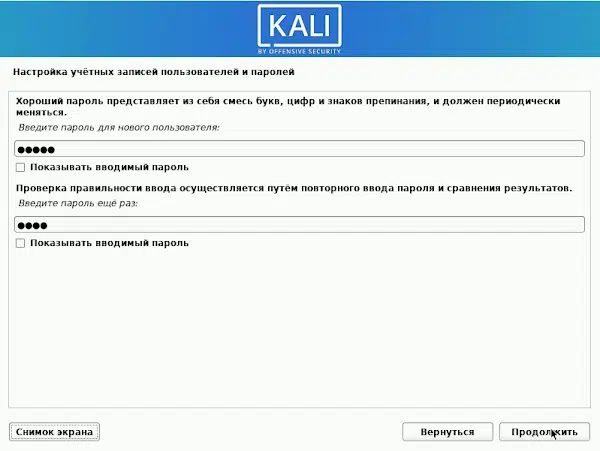 KALI
BY OFFENSIVE SECURITY
Настройка учётных записей пользователей и паролей
Хороший пароль представляет из себя смесь букв, цифр и знаков препинания, и должен периодически
меняться.
Введите пароль для нового пользователя:
●●●●●
Показывать вводимый пароль
Проверка правильности ввода осуществляется путём повторного ввода пароля и сравнения результатов.
Введите пароль ещё раз:
●●●●
Показывать вводимый пароль
Снимок экрана
Вернуться
Продолжить